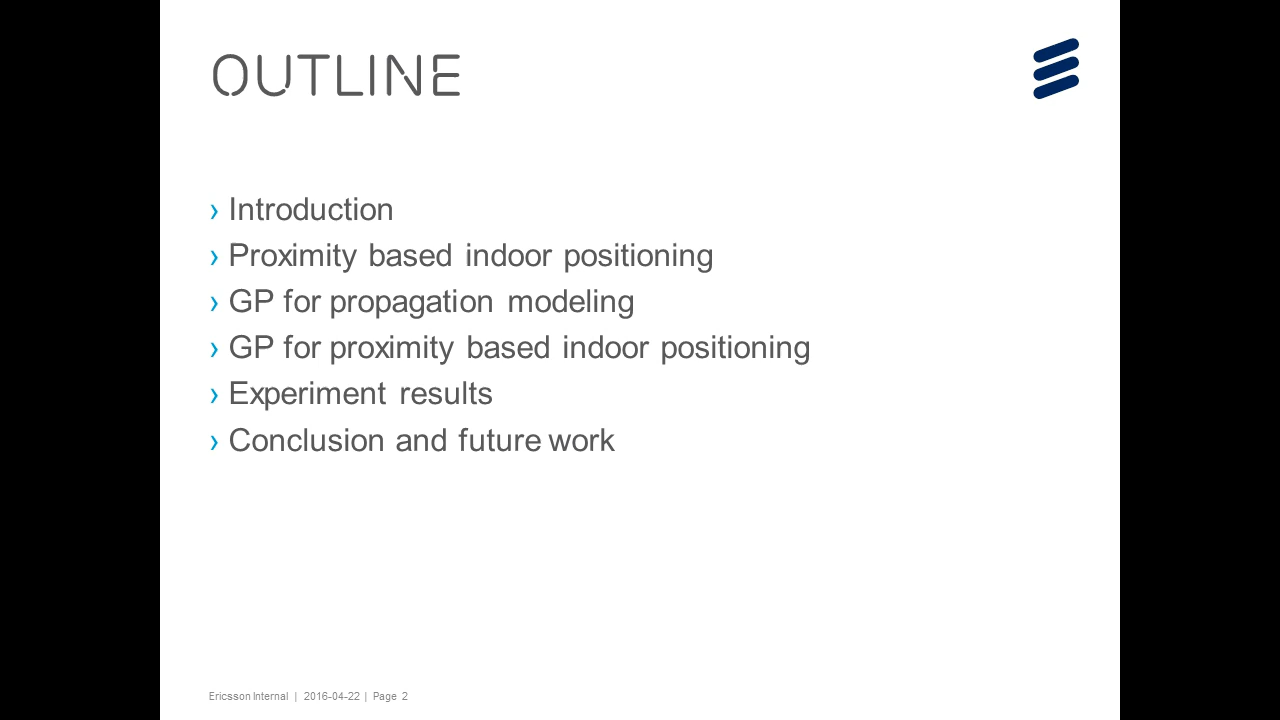 OUTLINE
› Introduction
› Proximity based indoor positioning
› GP for propagation modeling
› GP for proximity based indoor positioning
› Experiment results
› Conclusion and future work
Ericsson Internal | 2016-04-22 | Page 2